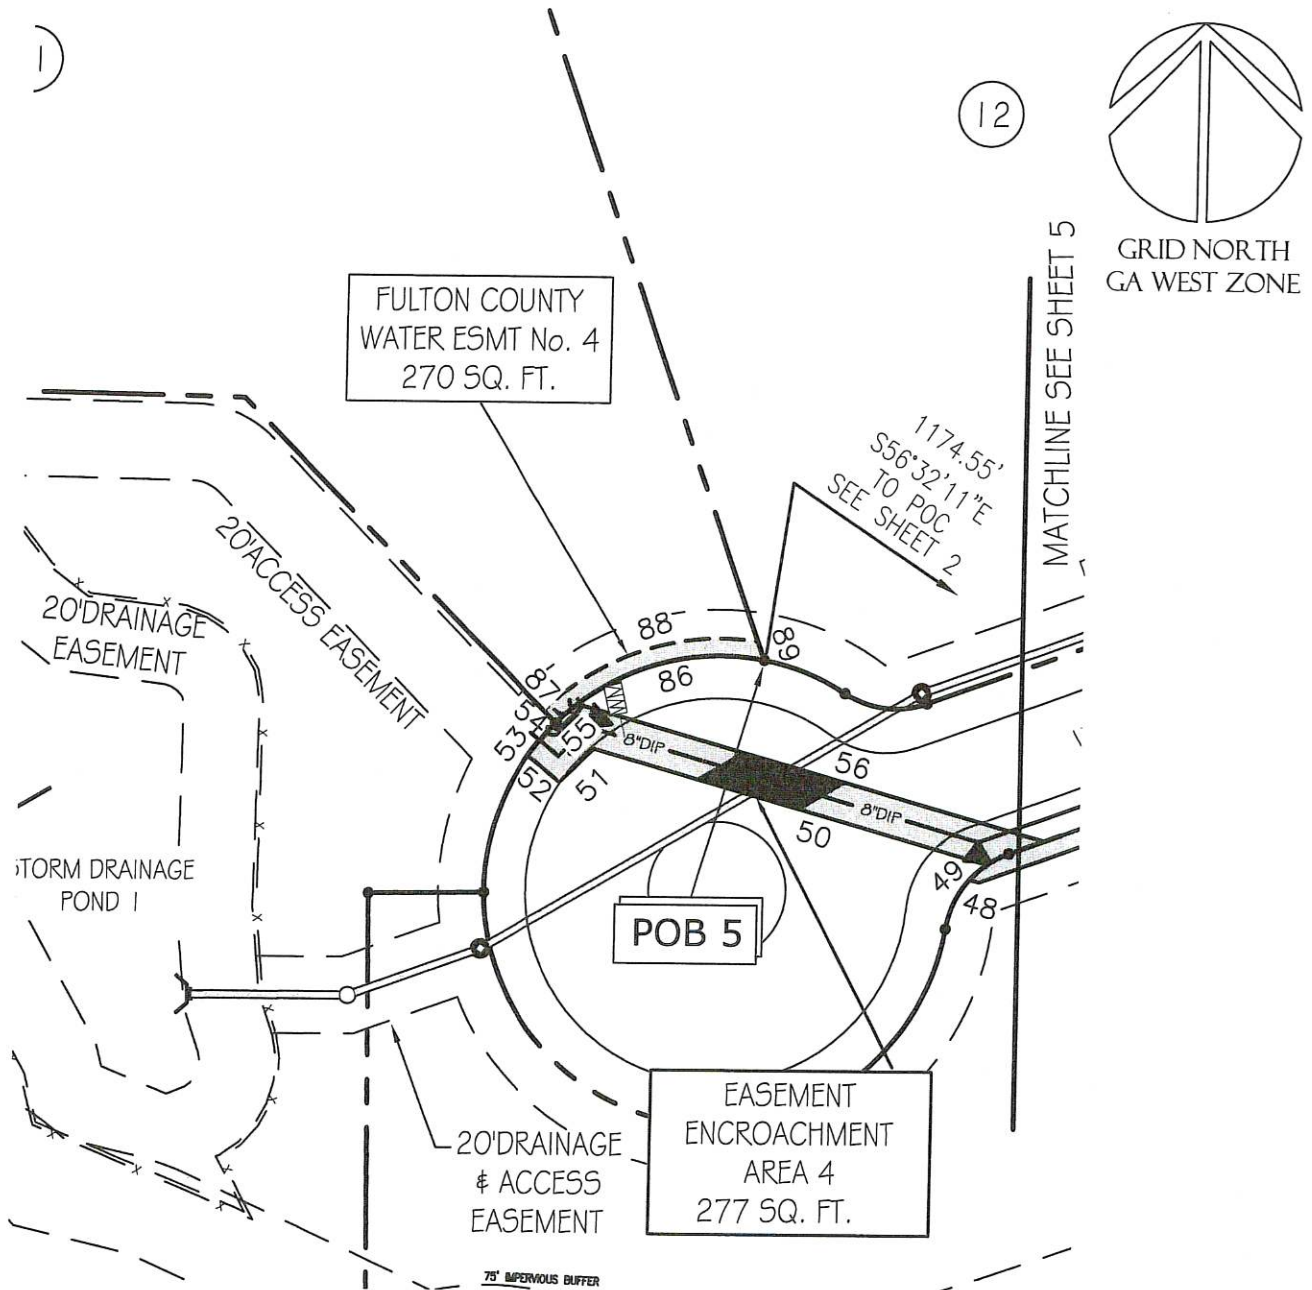 1
12
GRID NORTH
GA WEST ZONE
MATCHLINE SEE SHEET 5
FULTON COUNTY
WATER ESMT No. 4
270 SQ. FT.
1174.55'
S56°32'11"E
TO POC
SEE SHEET 2
20'ACCESS EASEMENT
20'DRAINAGE
EASEMENT
88
89
87
86
54
53
55
52
51
8"DIP
56
8"DIP
50
49
48
WM
STORM DRAINAGE
POND 1
POB 5
EASEMENT
ENCROACHMENT
AREA 4
277 SQ. FT.
20'DRAINAGE
& ACCESS
EASEMENT
75' IMPERVIOUS BUFFER